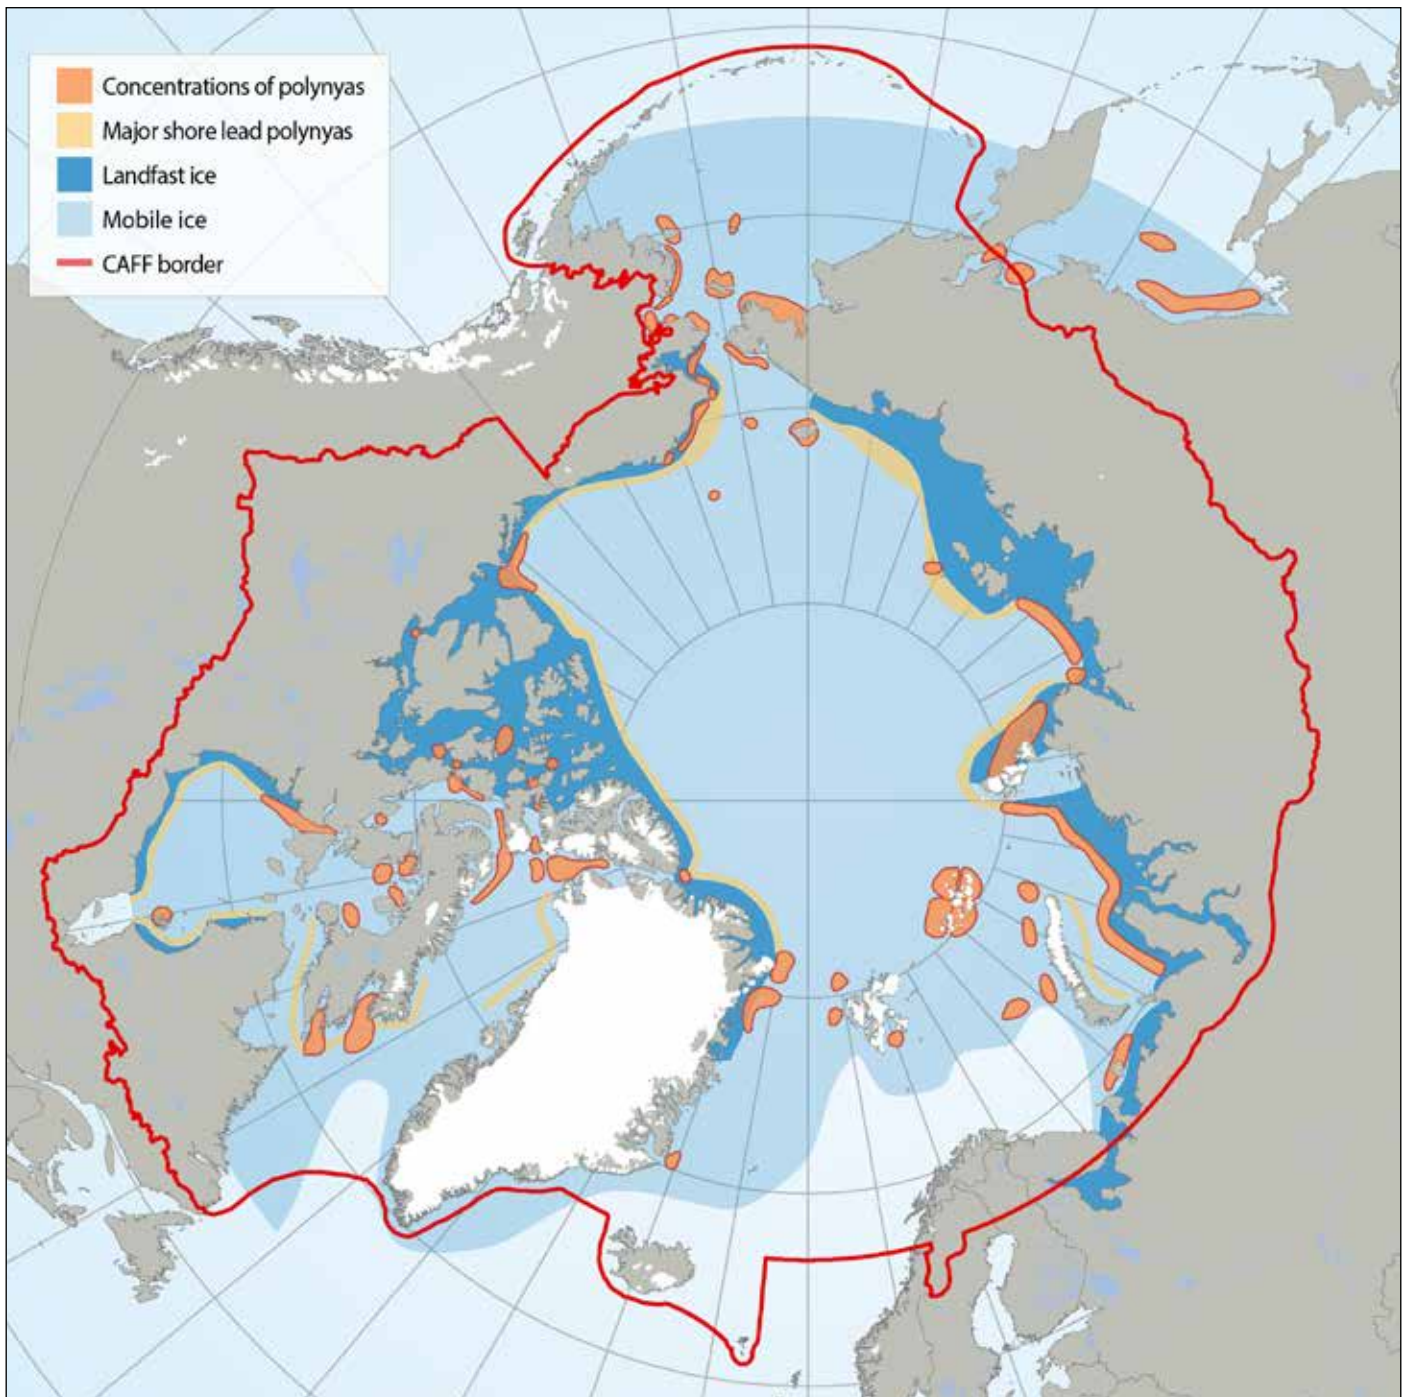 Concentrations of polynyas
Major shore lead polynyas
Landfast ice
Mobile ice
CAFF border